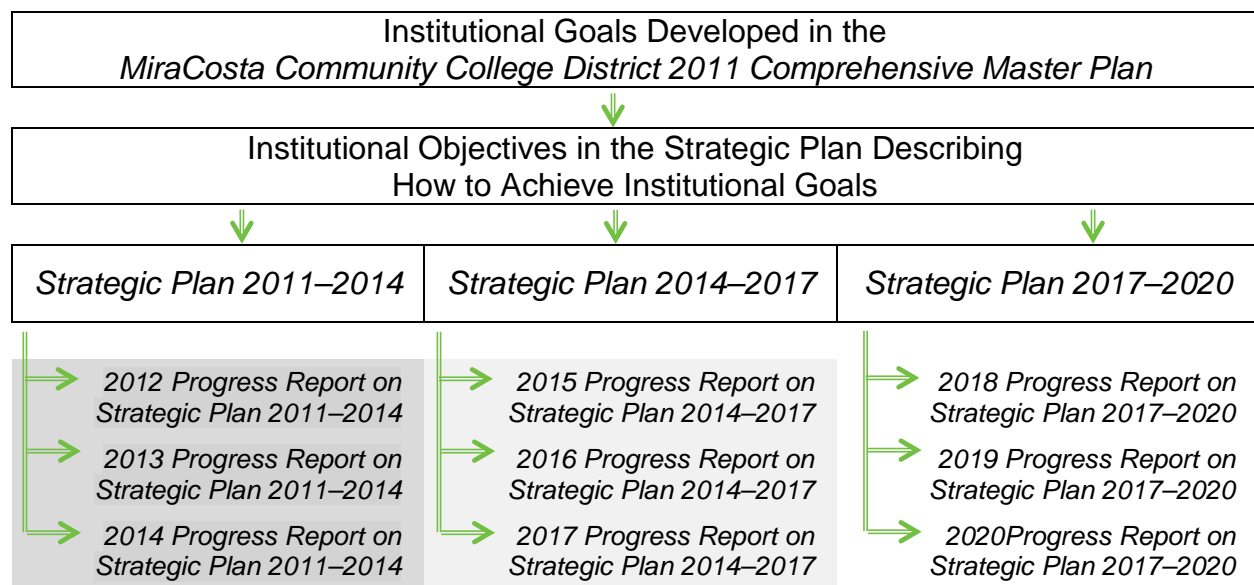 Institutional Goals Developed in the
MiraCosta Community College District 2011 Comprehensive Master Plan
Institutional Objectives in the Strategic Plan Describing
How to Achieve Institutional Goals
Strategic Plan 2011–2014
Strategic Plan 2014–2017
Strategic Plan 2017–2020
2012 Progress Report on
Strategic Plan 2011–2014
2013 Progress Report on
Strategic Plan 2011–2014
2014 Progress Report on
Strategic Plan 2011–2014
2015 Progress Report on
Strategic Plan 2014–2017
2016 Progress Report on
Strategic Plan 2014–2017
2017 Progress Report on
Strategic Plan 2014–2017
2018 Progress Report on
Strategic Plan 2017–2020
2019 Progress Report on
Strategic Plan 2017–2020
2020Progress Report on
Strategic Plan 2017–2020